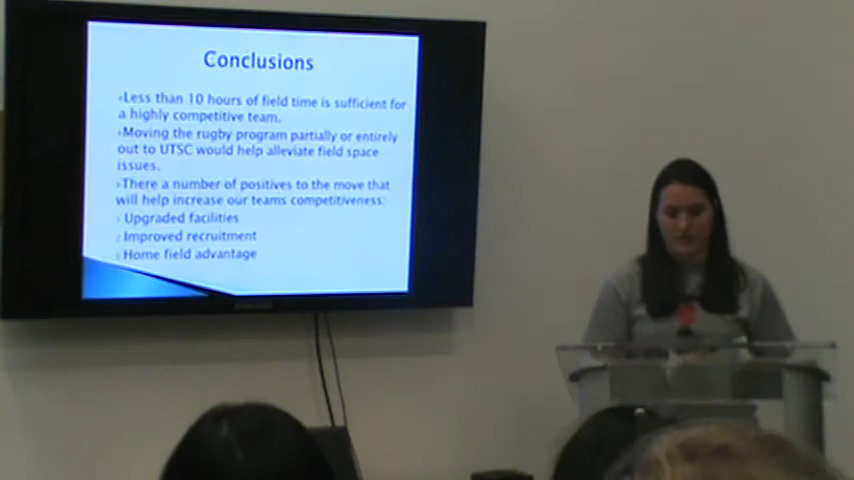 Conclusions
Less than 10 hours of field time is sufficient for
a highly competitive team.
Moving the rugby program partially or entirely
out to UTSC would help alleviate field space
issues.
There a number of positives to the move that
will help increase our teams competitiveness:
Upgraded facilities
Improved recruitment
Home field advantage